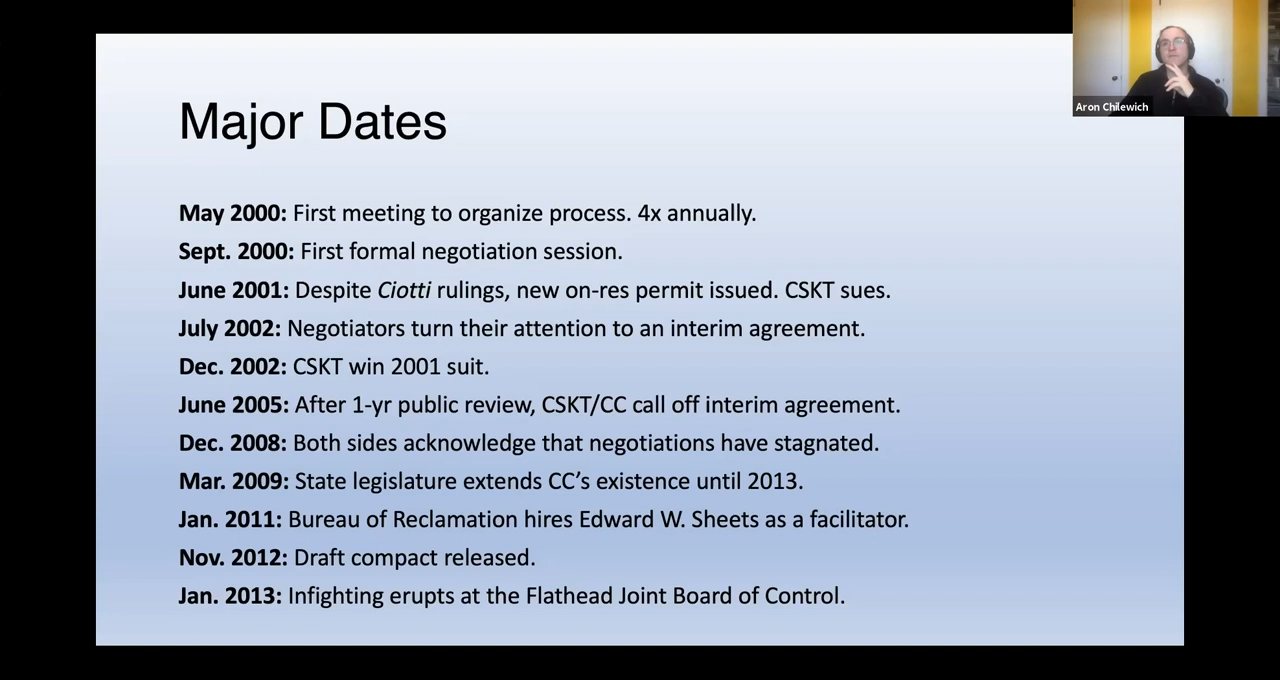 Aron Chilewich
Major Dates
May 2000: First meeting to organize process. 4x annually.
Sept. 2000: First formal negotiation session.
June 2001: Despite Ciotti rulings, new on-res permit issued. CSKT sues.
July 2002: Negotiators turn their attention to an interim agreement.
Dec. 2002: CSKT win 2001 suit.
June 2005: After 1-yr public review, CSKT/CC call off interim agreement.
Dec. 2008: Both sides acknowledge that negotiations have stagnated.
Mar. 2009: State legislature extends CC’s existence until 2013.
Jan. 2011: Bureau of Reclamation hires Edward W. Sheets as a facilitator.
Nov. 2012: Draft compact released.
Jan. 2013: Infighting erupts at the Flathead Joint Board of Control.